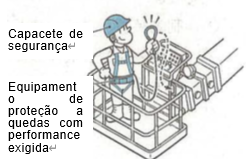 Capacete de
segurança
Equipament
o de
proteção a
quedas com
performance
exigida